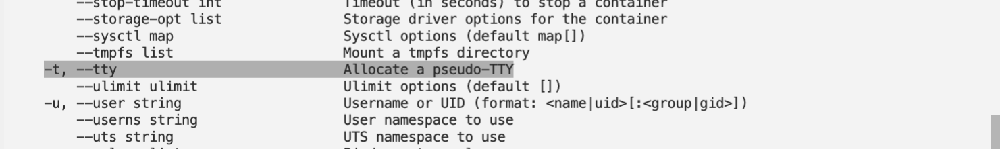 --stop-timeout int Timeout (in seconds) to stop a container
--storage-opt list Storage driver options for the container
--sysctl map Sysctl options (default map[])
--tmpfs list Mount a tmpfs directory
-t, --tty Allocate a pseudo-TTY
--ulimit ulimit Ulimit options (default [])
-u, --user string Username or UID (format: <name|uid>[:<group|gid>])
--userns string User namespace to use
--uts string UTS namespace to use